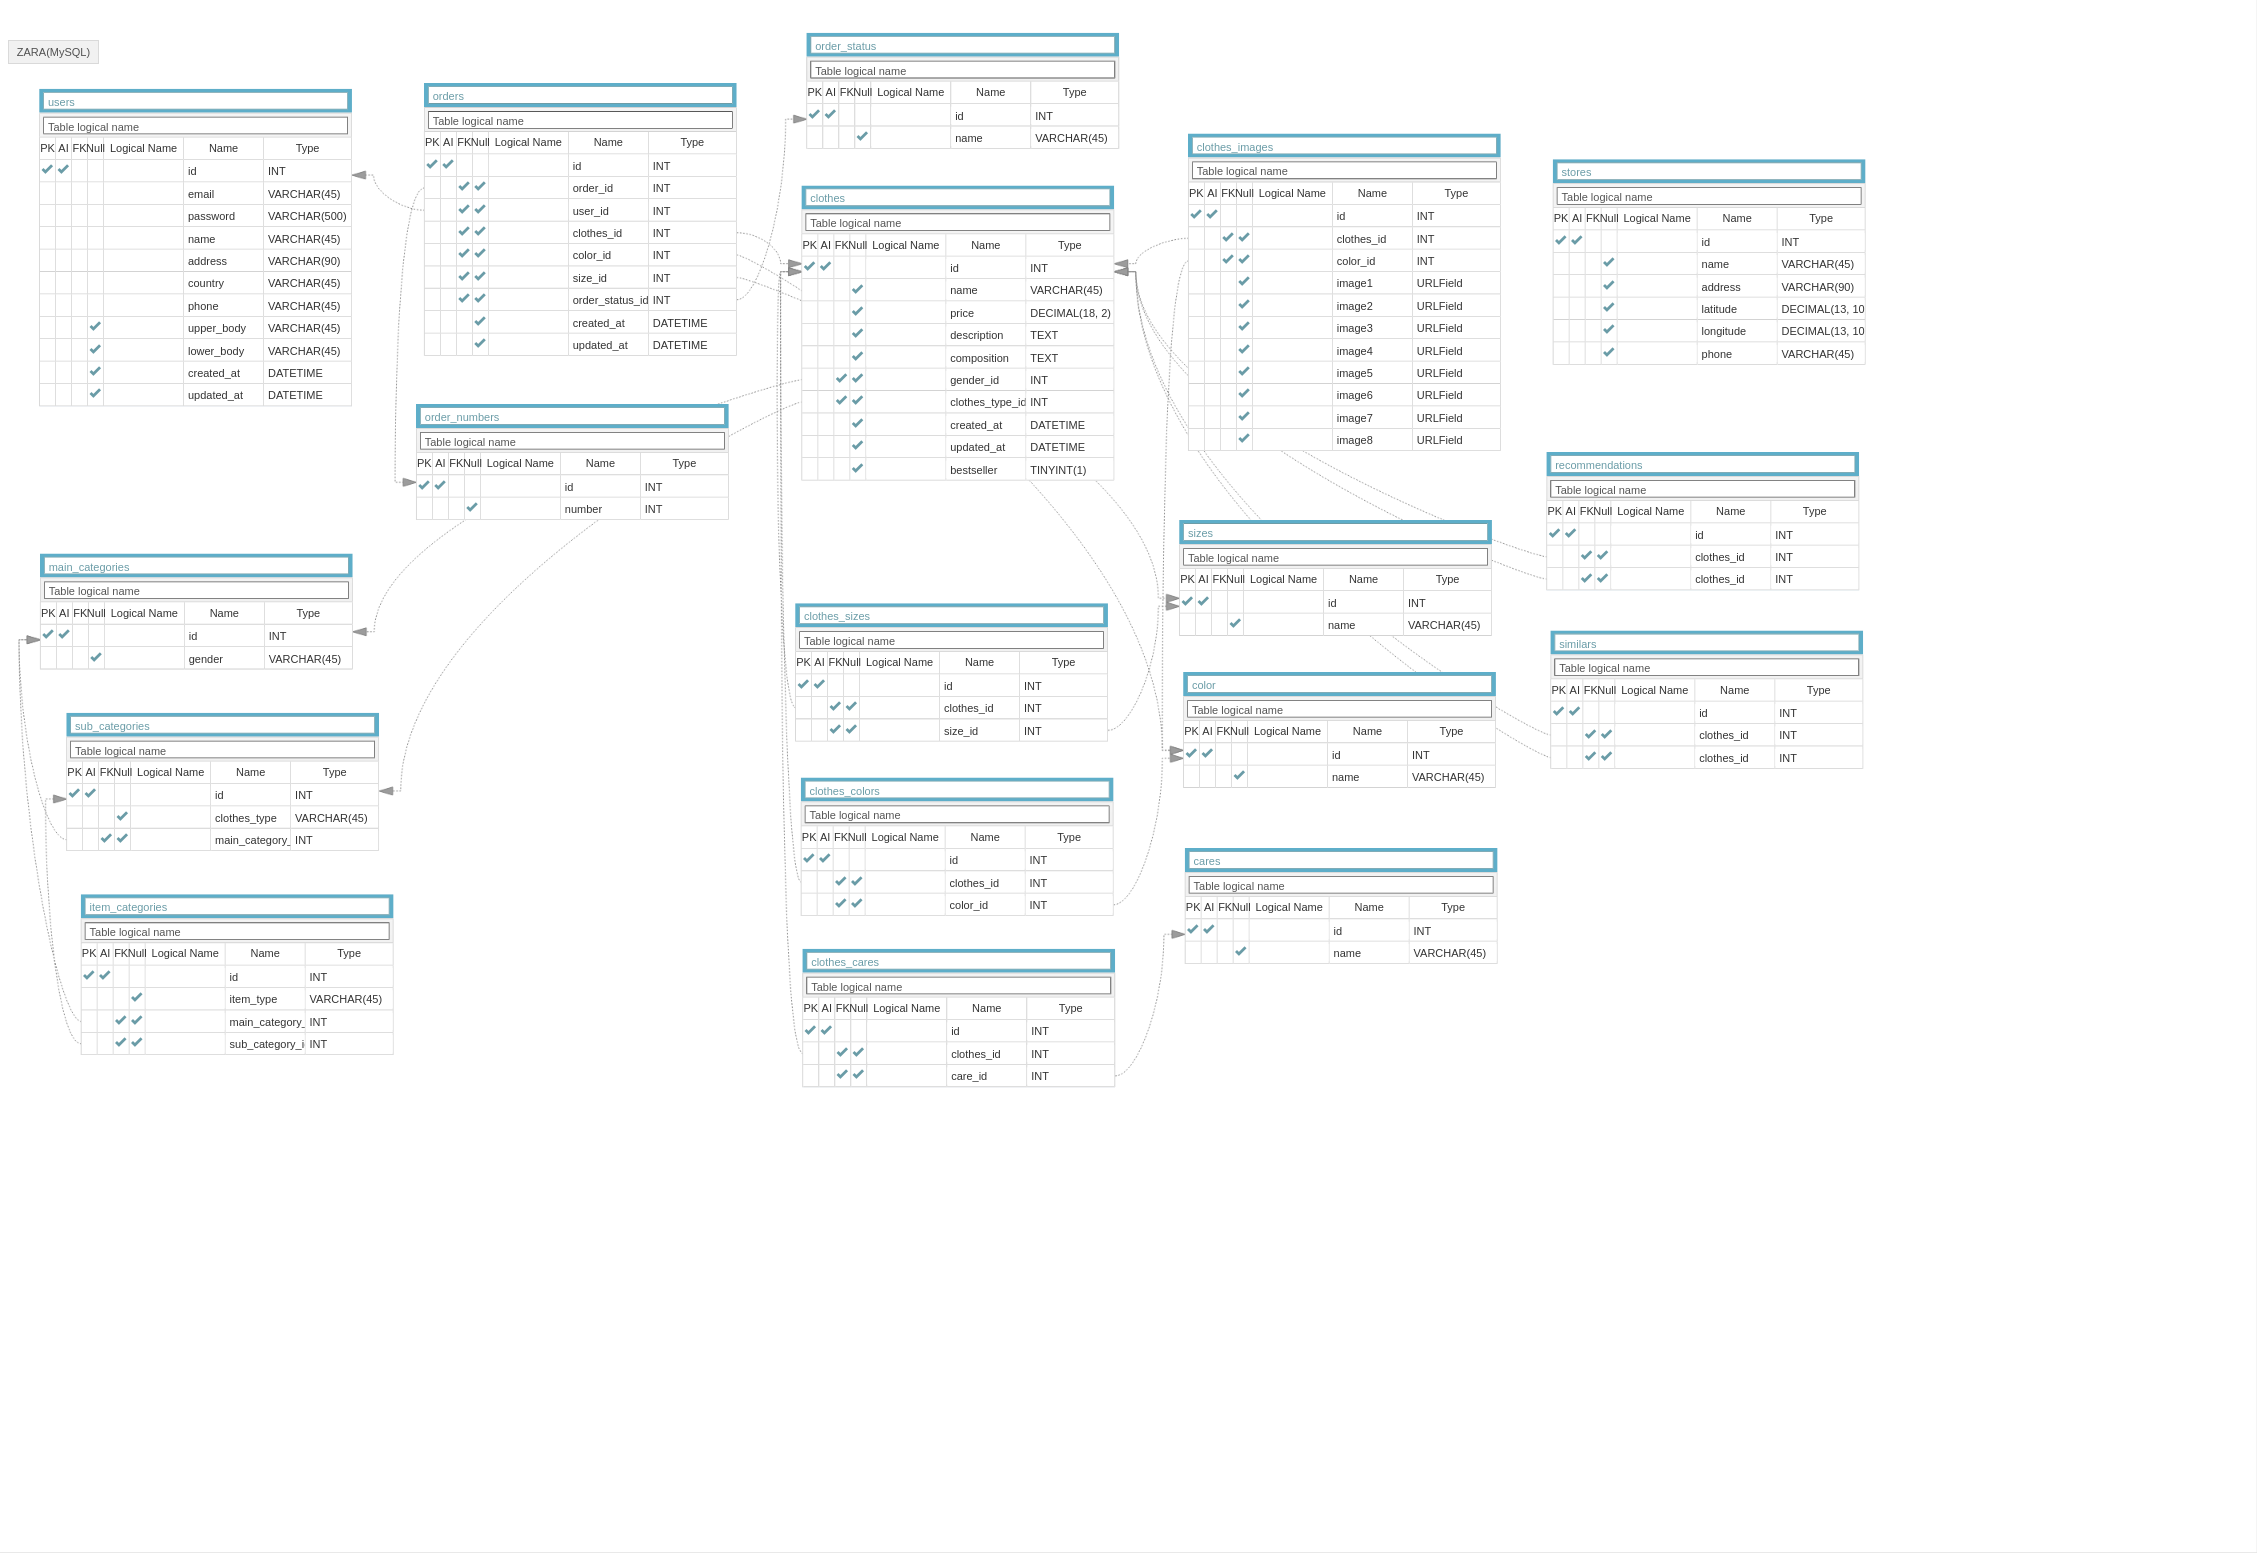 ZARA(MySQL)
users
Table logical name
PK AI FK Null Logical Name Name Type
id INT
email VARCHAR(45)
password VARCHAR(500)
name VARCHAR(45)
address VARCHAR(90)
country VARCHAR(45)
phone VARCHAR(45)
upper_body VARCHAR(45)
lower_body VARCHAR(45)
created_at DATETIME
updated_at DATETIME
orders
Table logical name
PK AI FK Null Logical Name Name Type
id INT
order_id INT
user_id INT
clothes_id INT
color_id INT
size_id INT
order_status_id INT
created_at DATETIME
updated_at DATETIME
order_numbers
Table logical name
PK AI FK Null Logical Name Name Type
id INT
number INT
main_categories
Table logical name
PK AI FK Null Logical Name Name Type
id INT
gender VARCHAR(45)
sub_categories
Table logical name
PK AI FK Null Logical Name Name Type
id INT
clothes_type VARCHAR(45)
main_category_ INT
item_categories
Table logical name
PK AI FK Null Logical Name Name Type
id INT
item_type VARCHAR(45)
main_category_ INT
sub_category_i INT
order_status
Table logical name
PK AI FK Null Logical Name Name Type
id INT
name VARCHAR(45)
clothes
Table logical name
PK AI FK Null Logical Name Name Type
id INT
name VARCHAR(45)
price DECIMAL(18, 2)
description TEXT
composition TEXT
gender_id INT
clothes_type_id INT
created_at DATETIME
updated_at DATETIME
bestseller TINYINT(1)
clothes_sizes
Table logical name
PK AI FK Null Logical Name Name Type
id INT
clothes_id INT
size_id INT
clothes_colors
Table logical name
PK AI FK Null Logical Name Name Type
id INT
clothes_id INT
color_id INT
clothes_cares
Table logical name
PK AI FK Null Logical Name Name Type
id INT
clothes_id INT
care_id INT
clothes_images
Table logical name
PK AI FK Null Logical Name Name Type
id INT
clothes_id INT
color_id INT
image1 URLField
image2 URLField
image3 URLField
image4 URLField
image5 URLField
image6 URLField
image7 URLField
image8 URLField
sizes
Table logical name
PK AI FK Null Logical Name Name Type
id INT
name VARCHAR(45)
color
Table logical name
PK AI FK Null Logical Name Name Type
id INT
name VARCHAR(45)
cares
Table logical name
PK AI FK Null Logical Name Name Type
id INT
name VARCHAR(45)
stores
Table logical name
PK AI FK Null Logical Name Name Type
id INT
name VARCHAR(45)
address VARCHAR(90)
latitude DECIMAL(13, 10
longitude DECIMAL(13, 10
phone VARCHAR(45)
recommendations
Table logical name
PK AI FK Null Logical Name Name Type
id INT
clothes_id INT
clothes_id INT
similars
Table logical name
PK AI FK Null Logical Name Name Type
id INT
clothes_id INT
clothes_id INT